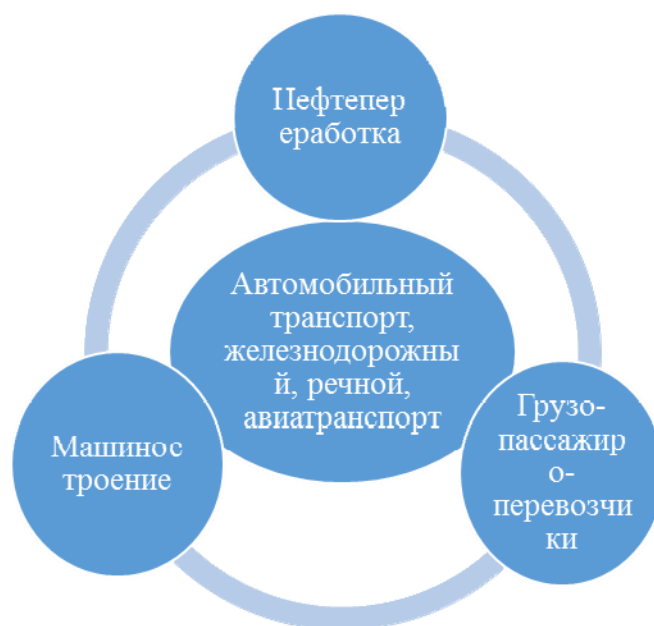 Нефтепер
еработка
Автомобильный
транспорт,
железнодорожны
й, речной,
авиатранспорт
Машинос
троение
Грузо-
пассажир
о-
перевозчи
ки